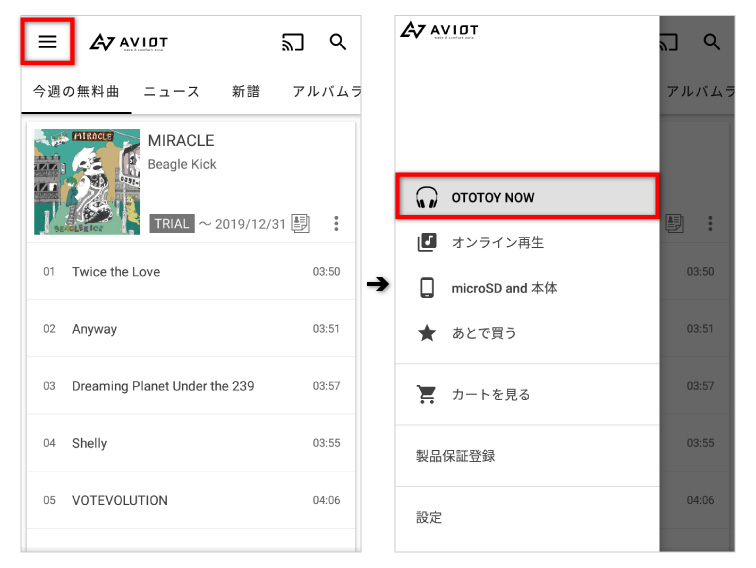 AVIOT
今週の無料曲 ニュース 新譜 アルバムラ
MIRACLE
MIRACLE
Beagle Kick
BEAGLEKICK
TRIAL ～ 2019/12/31
01 Twice the Love 03:50
02 Anyway 03:51
03 Dreaming Planet Under the 239 03:57
04 Shelly 03:55
05 VOTEVOLUTION 04:06
AVIOT
アルバムラ
OTOTOY NOW
オンライン再生
microSD and 本体
03:50
あとで買う
03:51
カートを見る
03:57
製品保証登録
03:55
設定
04:06